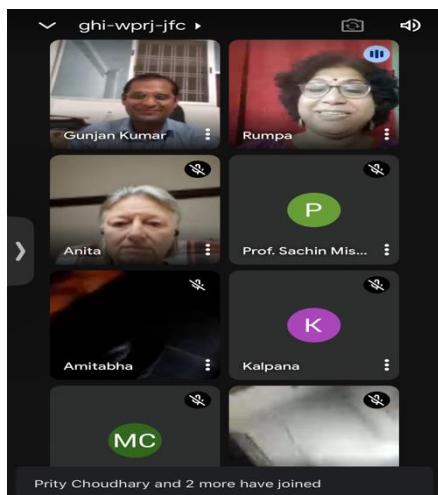 ghi-wprj-jfc
Gunjan Kumar
Rumpa
Anita
P
Prof. Sachin Mis...
Amitabha
K
Kalpana
MC
Prity Choudhary and 2 more have joined